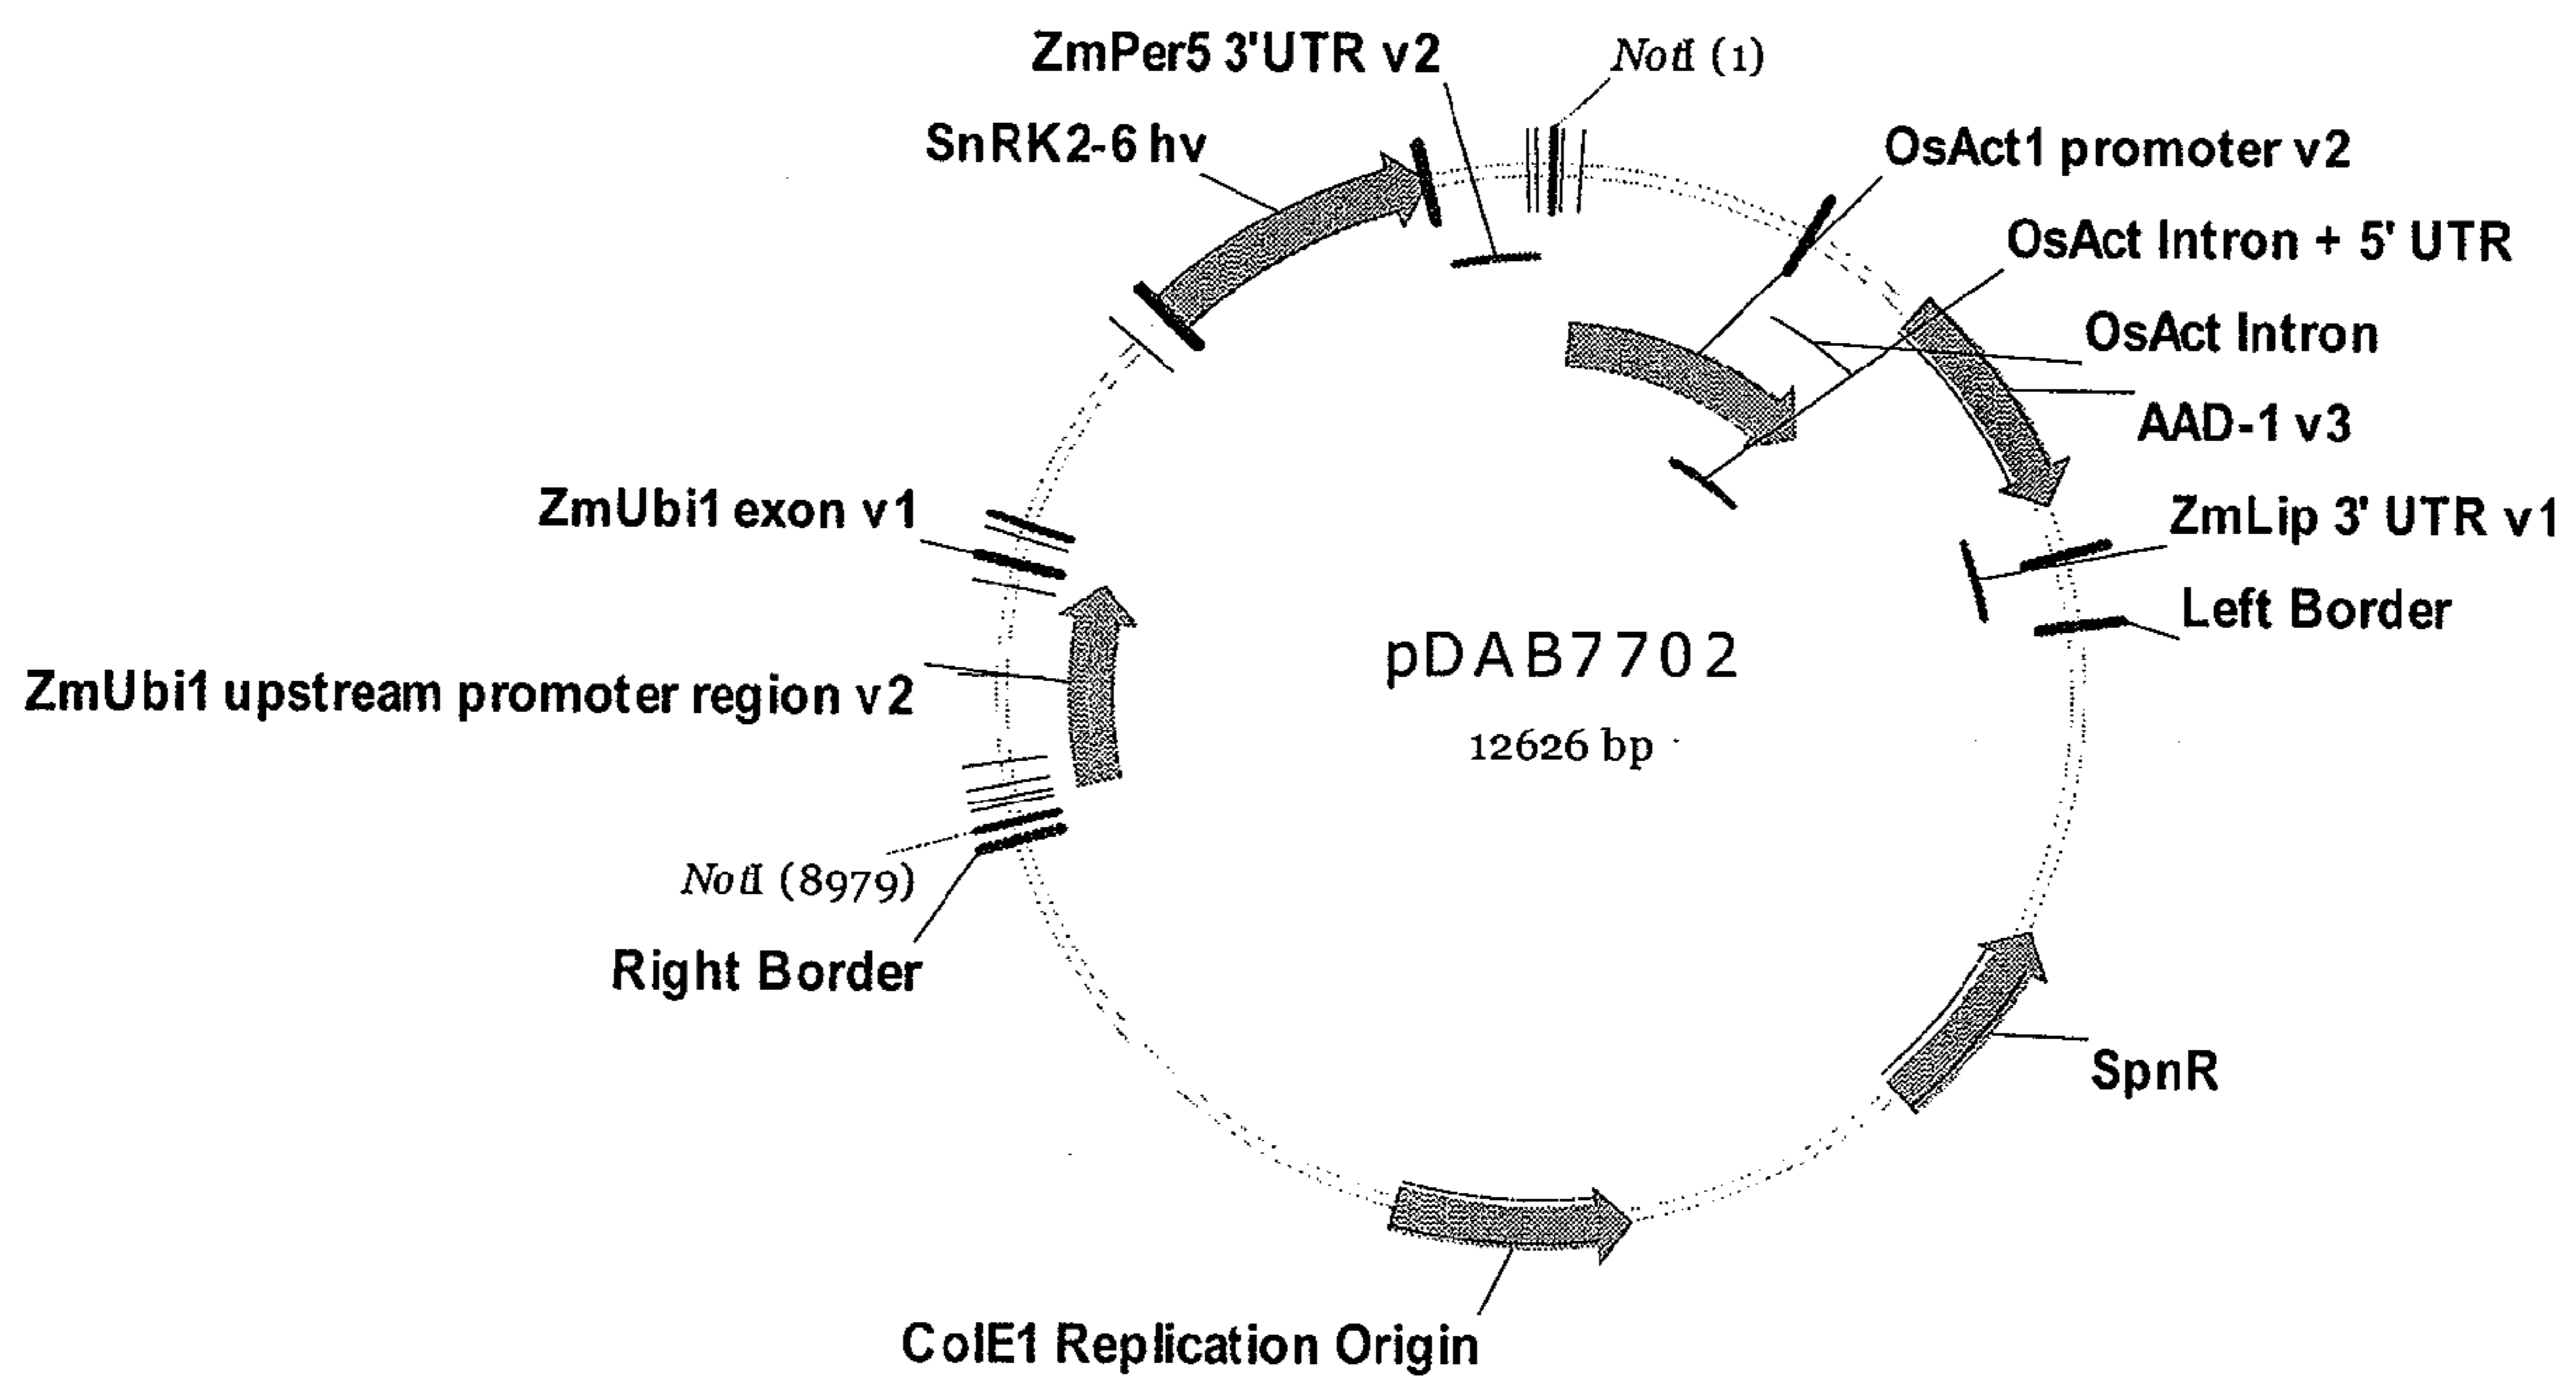 ZmPer5 3'UTR v2
NotI (1)
SnRK2-6 hv
OsAct1 promoter v2
OsAct Intron + 5' UTR
OsAct Intron
AAD-1 v3
ZmUbi1 exon v1
ZmLip 3' UTR v1
Left Border
pDAB7702
ZmUbi1 upstream promoter region v2
12626 bp
NotI (8979)
Right Border
SpnR
ColE1 Replication Origin